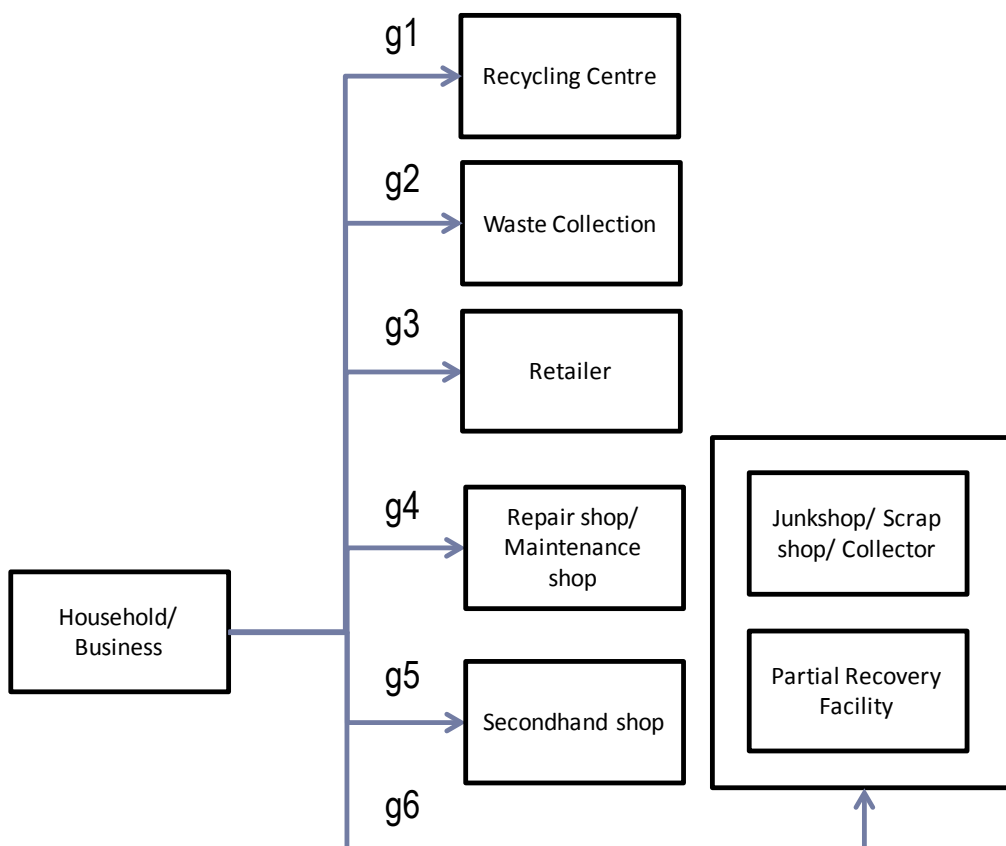 g1
Recycling Centre
g2
Waste Collection
g3
Retailer
g4
Repair shop/
Maintenance
shop
Junkshop/ Scrap
shop/ Collector
Household/
Business
g5
Secondhand shop
Partial Recovery
Facility
g6